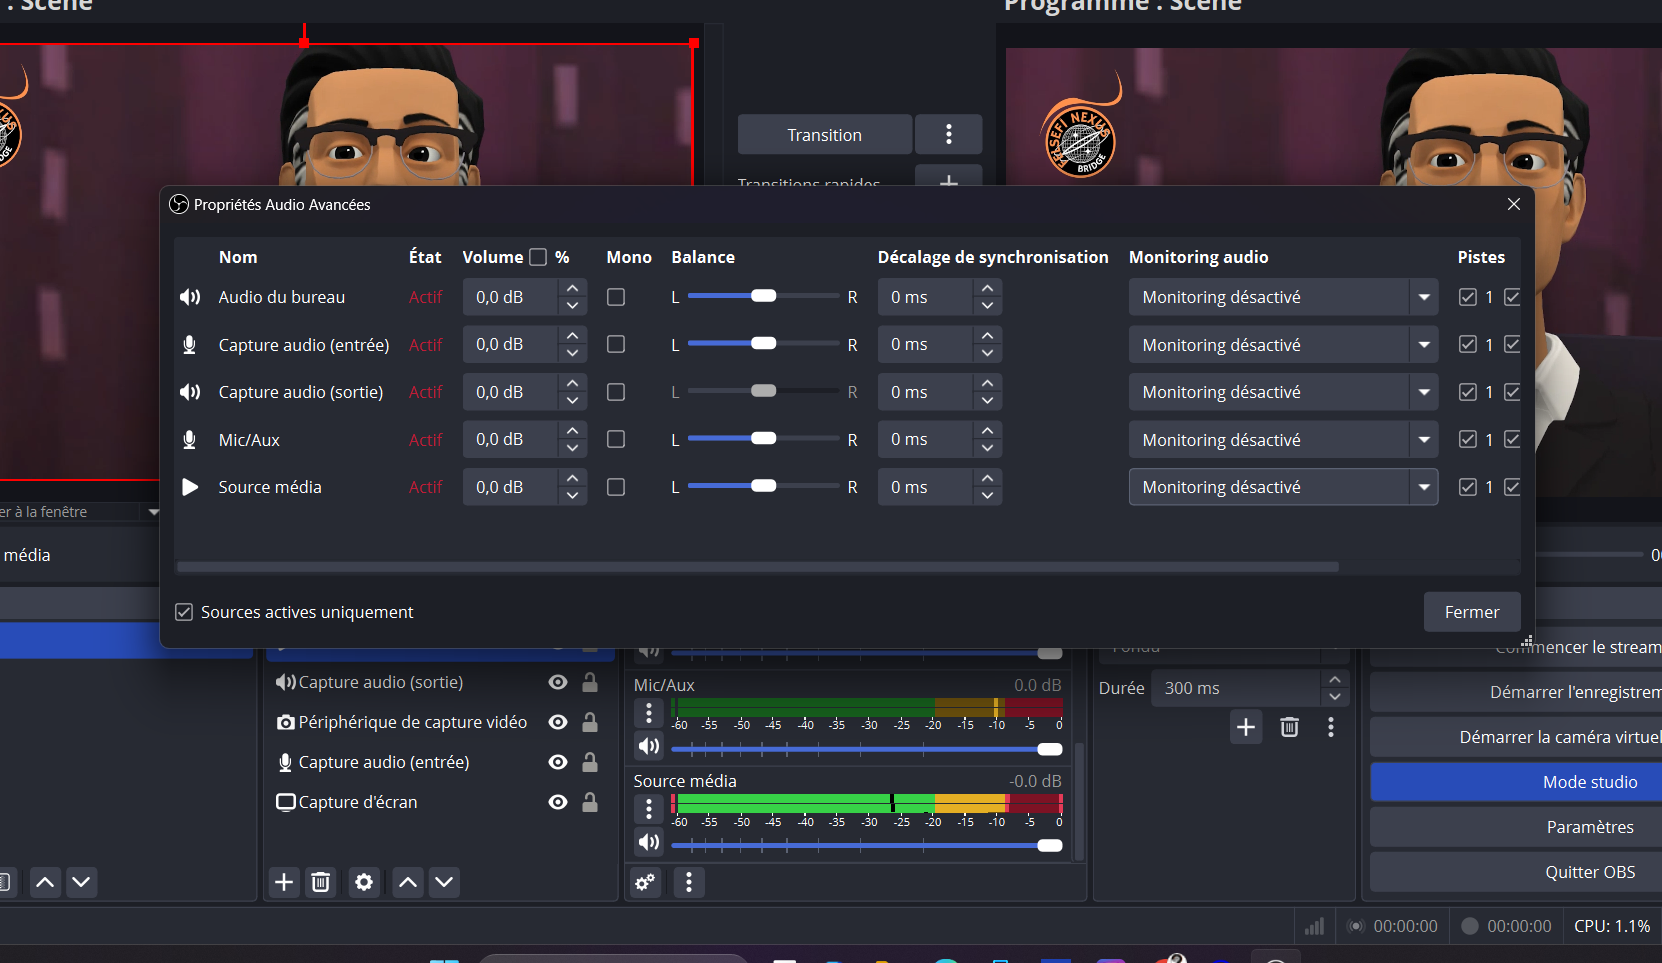 : Scène
Programme : Scène
Transition
Transitions rapides
EELSEFI NEXUS
BRIDGE
Propriétés Audio Avancées
Nom État Volume % Mono Balance Décalage de synchronisation Monitoring audio Pistes
Audio du bureau Actif 0,0 dB L R 0 ms Monitoring désactivé 1
Capture audio (entrée) Actif 0,0 dB L R 0 ms Monitoring désactivé 1
Capture audio (sortie) Actif 0,0 dB L R 0 ms Monitoring désactivé 1
Mic/Aux Actif 0,0 dB L R 0 ms Monitoring désactivé 1
Source média Actif 0,0 dB L R 0 ms Monitoring désactivé 1
er à la fenêtre
média
Sources actives uniquement
Fermer
Capture audio (sortie)
Périphérique de capture vidéo
Capture audio (entrée)
Capture d'écran
Mic/Aux 0.0 dB
-60 -55 -50 -45 -40 -35 -30 -25 -20 -15 -10 -5 0
Source média -0.0 dB
-60 -55 -50 -45 -40 -35 -30 -25 -20 -15 -10 -5 0
Fondu
Durée 300 ms
Commencer le stream
Démarrer l'enregistrem
Démarrer la caméra virtuel
Mode studio
Paramètres
Quitter OBS
00:00:00 00:00:00 CPU: 1.1%